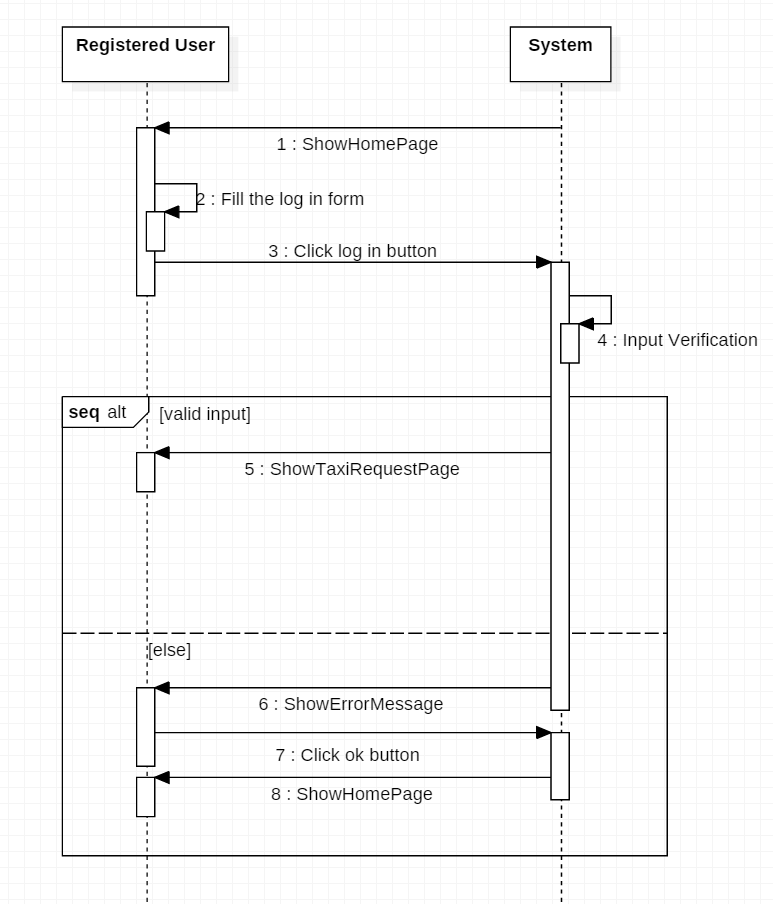 Registered User
System
1 : ShowHomePage
2 : Fill the log in form
3 : Click log in button
4 : Input Verification
seq alt [valid input]
5 : ShowTaxiRequestPage
[else]
6 : ShowErrorMessage
7 : Click ok button
8 : ShowHomePage